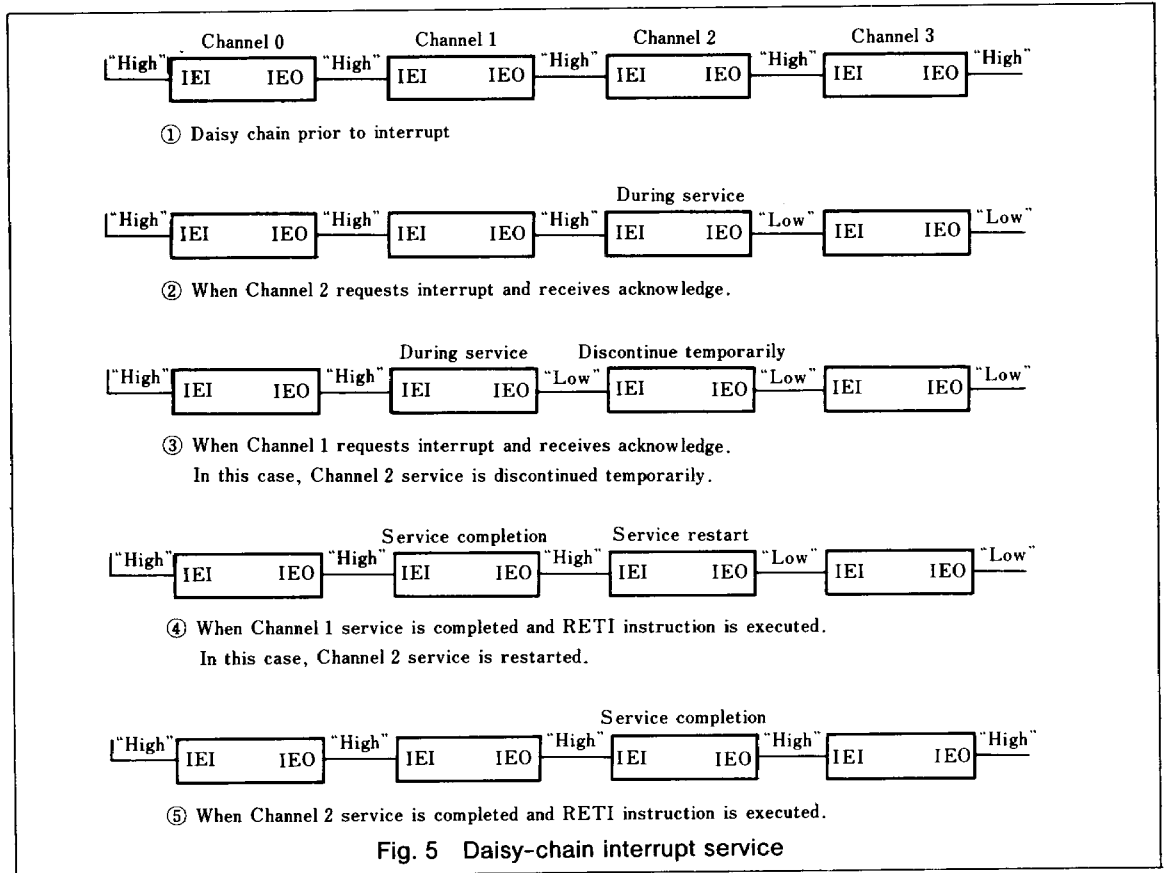 Channel 0 Channel 1 Channel 2 Channel 3
"High" IEI IEO "High" IEI IEO "High" IEI IEO "High" IEI IEO "High"
① Daisy chain prior to interrupt
During service
"High" IEI IEO "High" IEI IEO "High" IEI IEO "Low" IEI IEO "Low"
② When Channel 2 requests interrupt and receives acknowledge.
During service Discontinue temporarily
"High" IEI IEO "High" IEI IEO "Low" IEI IEO "Low" IEI IEO "Low"
③ When Channel 1 requests interrupt and receives acknowledge.
In this case, Channel 2 service is discontinued temporarily.
Service completion Service restart
"High" IEI IEO "High" IEI IEO "High" IEI IEO "Low" IEI IEO "Low"
④ When Channel 1 service is completed and RETI instruction is executed.
In this case, Channel 2 service is restarted.
Service completion
"High" IEI IEO "High" IEI IEO "High" IEI IEO "High" IEI IEO "High"
⑤ When Channel 2 service is completed and RETI instruction is executed.
Fig. 5 Daisy-chain interrupt service